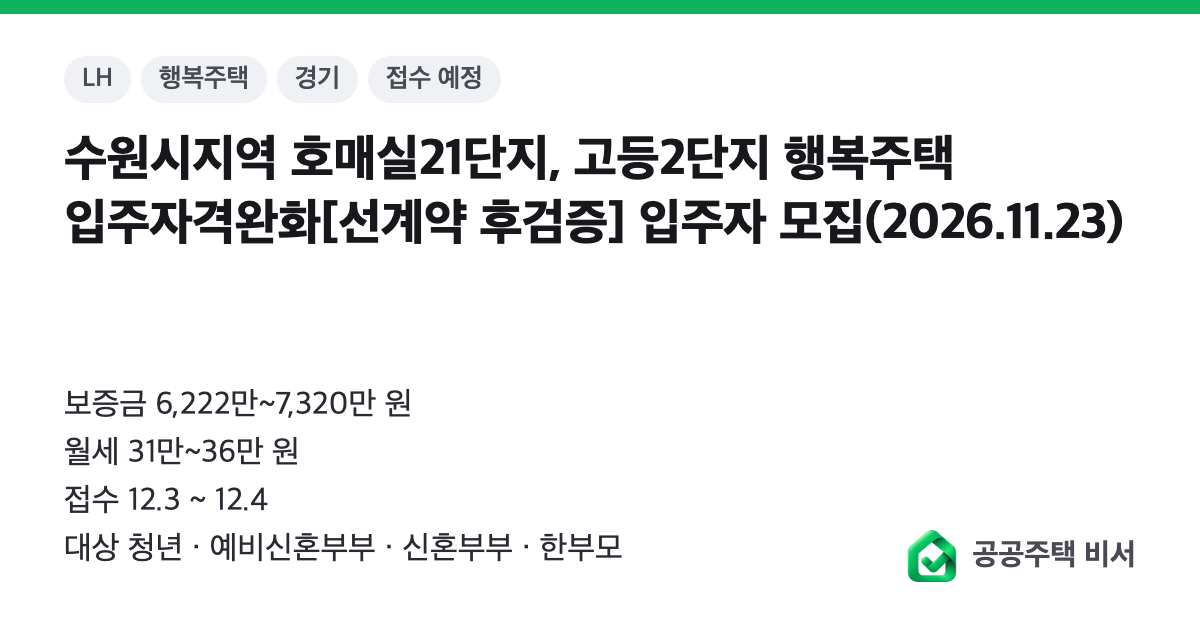 LH 행복주택 경기 접수 예정
수원시지역 호매실21단지, 고등2단지 행복주택
입주자격완화[선계약 후검증] 입주자 모집(2026.11.23)
보증금 6,222만~7,320만 원
월세 31만~36만 원
접수 12.3 ~ 12.4
대상 청년 · 예비신혼부부 · 신혼부부 · 한부모
공공주택 비서